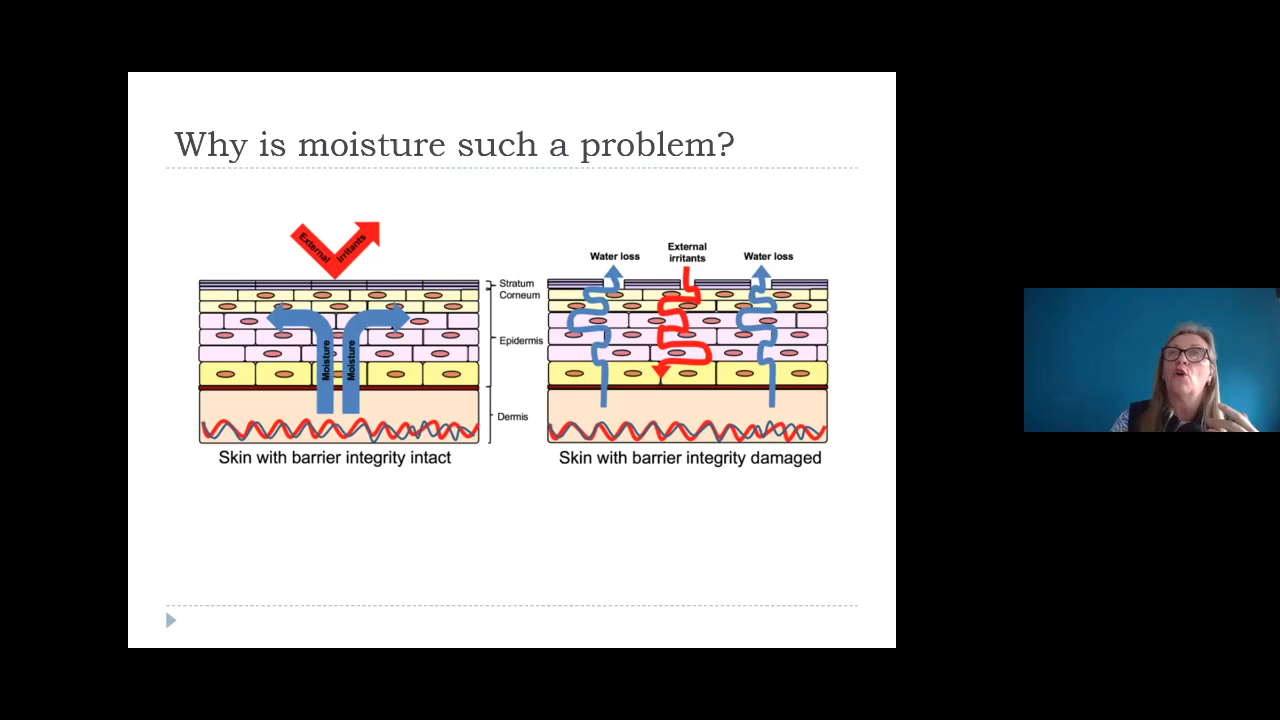 Why is moisture such a problem?
External
Irritants
Moisture
Moisture
Skin with barrier integrity intact
Stratum
Corneum
Epidermis
Dermis
Water loss
External
irritants
Water loss
Skin with barrier integrity damaged